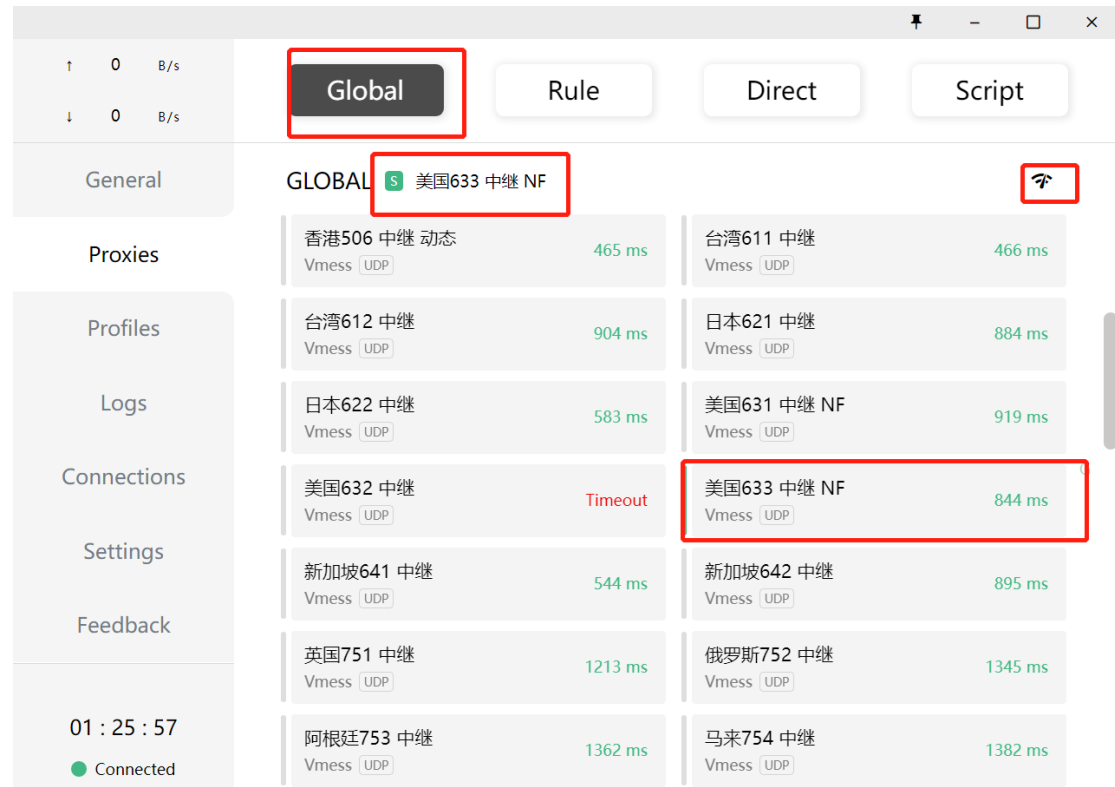 ↑ 0 B/s
↓ 0 B/s
General
Proxies
Profiles
Logs
Connections
Settings
Feedback
01 : 25 : 57
Connected
Global Rule Direct Script
GLOBAL S 美国633 中继 NF
香港506 中继 动态
Vmess UDP
465 ms
台湾611 中继
Vmess UDP
466 ms
台湾612 中继
Vmess UDP
904 ms
日本621 中继
Vmess UDP
884 ms
日本622 中继
Vmess UDP
583 ms
美国631 中继 NF
Vmess UDP
919 ms
美国632 中继
Vmess UDP
Timeout
美国633 中继 NF
Vmess UDP
844 ms
新加坡641 中继
Vmess UDP
544 ms
新加坡642 中继
Vmess UDP
895 ms
英国751 中继
Vmess UDP
1213 ms
俄罗斯752 中继
Vmess UDP
1345 ms
阿根廷753 中继
Vmess UDP
1362 ms
马来754 中继
Vmess UDP
1382 ms